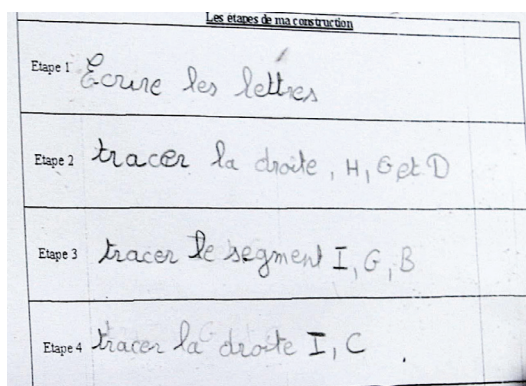 Les étapes de ma construction
Etape 1 Écrire les lettres
Etape 2 tracer la droite, H, G et D
Etape 3 tracer le segment I, G, B
Etape 4 tracer la droite I, C.